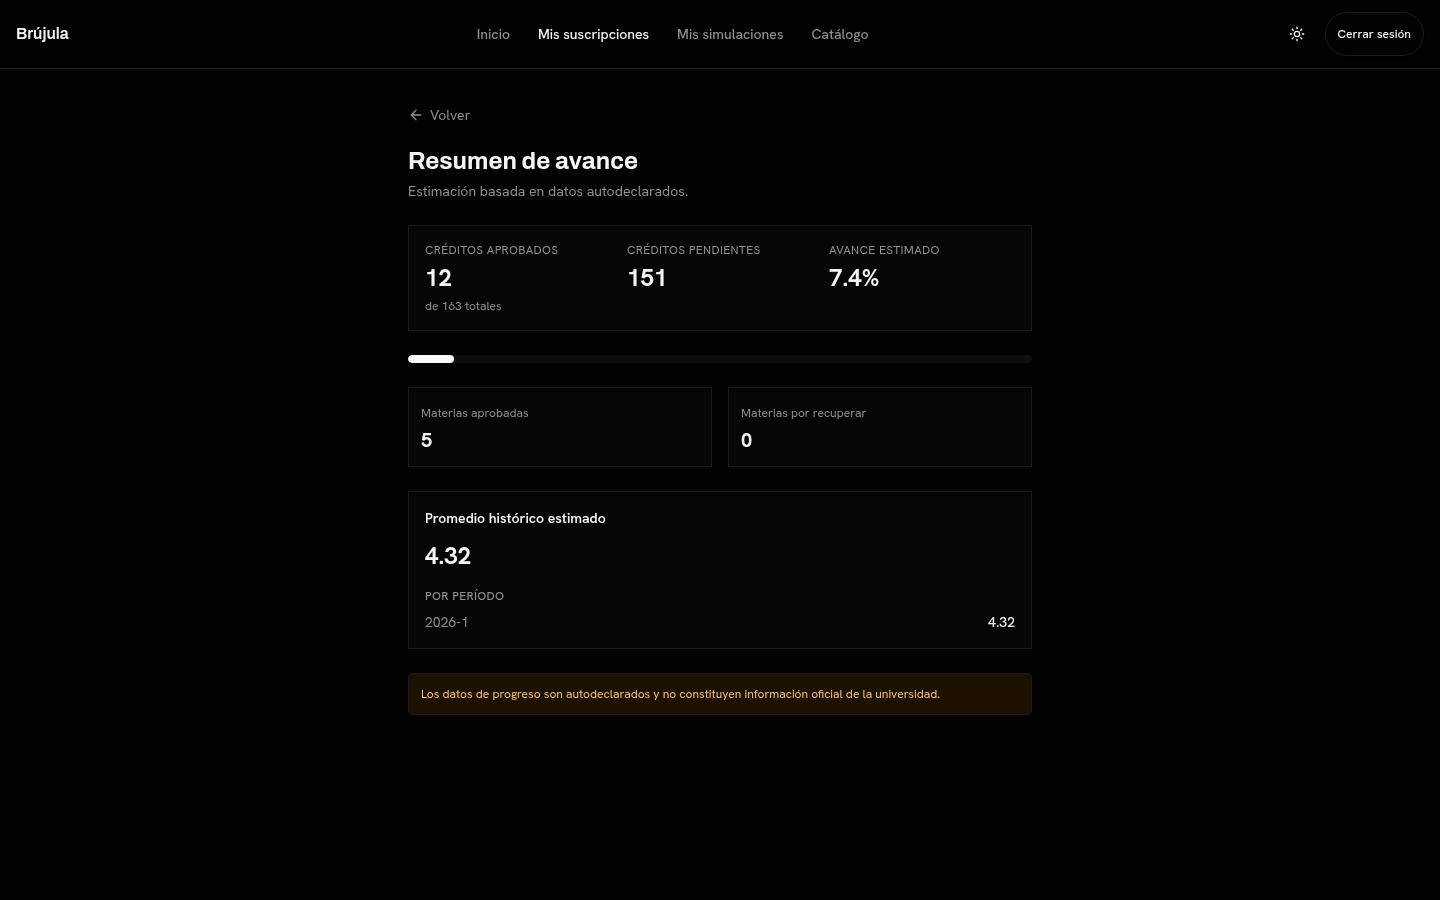 Brújula
Inicio
Mis suscripciones
Mis simulaciones
Catálogo
Cerrar sesión
Volver
Resumen de avance
Estimación basada en datos autodeclarados.
CRÉDITOS APROBADOS
12
de 163 totales
CRÉDITOS PENDIENTES
151
AVANCE ESTIMADO
7.4%
Materias aprobadas
5
Materias por recuperar
0
Promedio histórico estimado
4.32
POR PERÍODO
2026-1
4.32
Los datos de progreso son autodeclarados y no constituyen información oficial de la universidad.